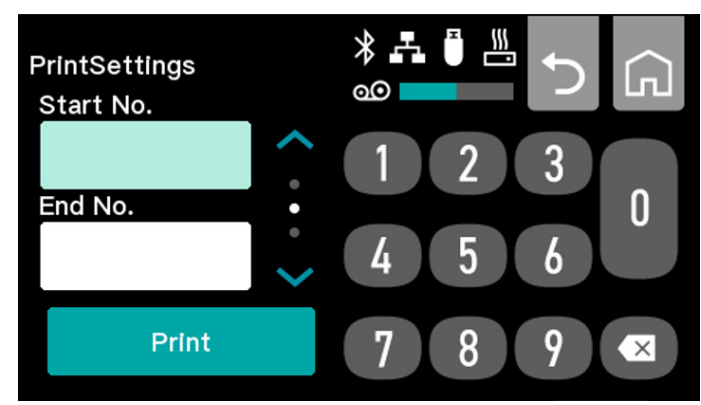 PrintSettings
Start No.
End No.
Print
1 2 3
0
4 5 6
7 8 9